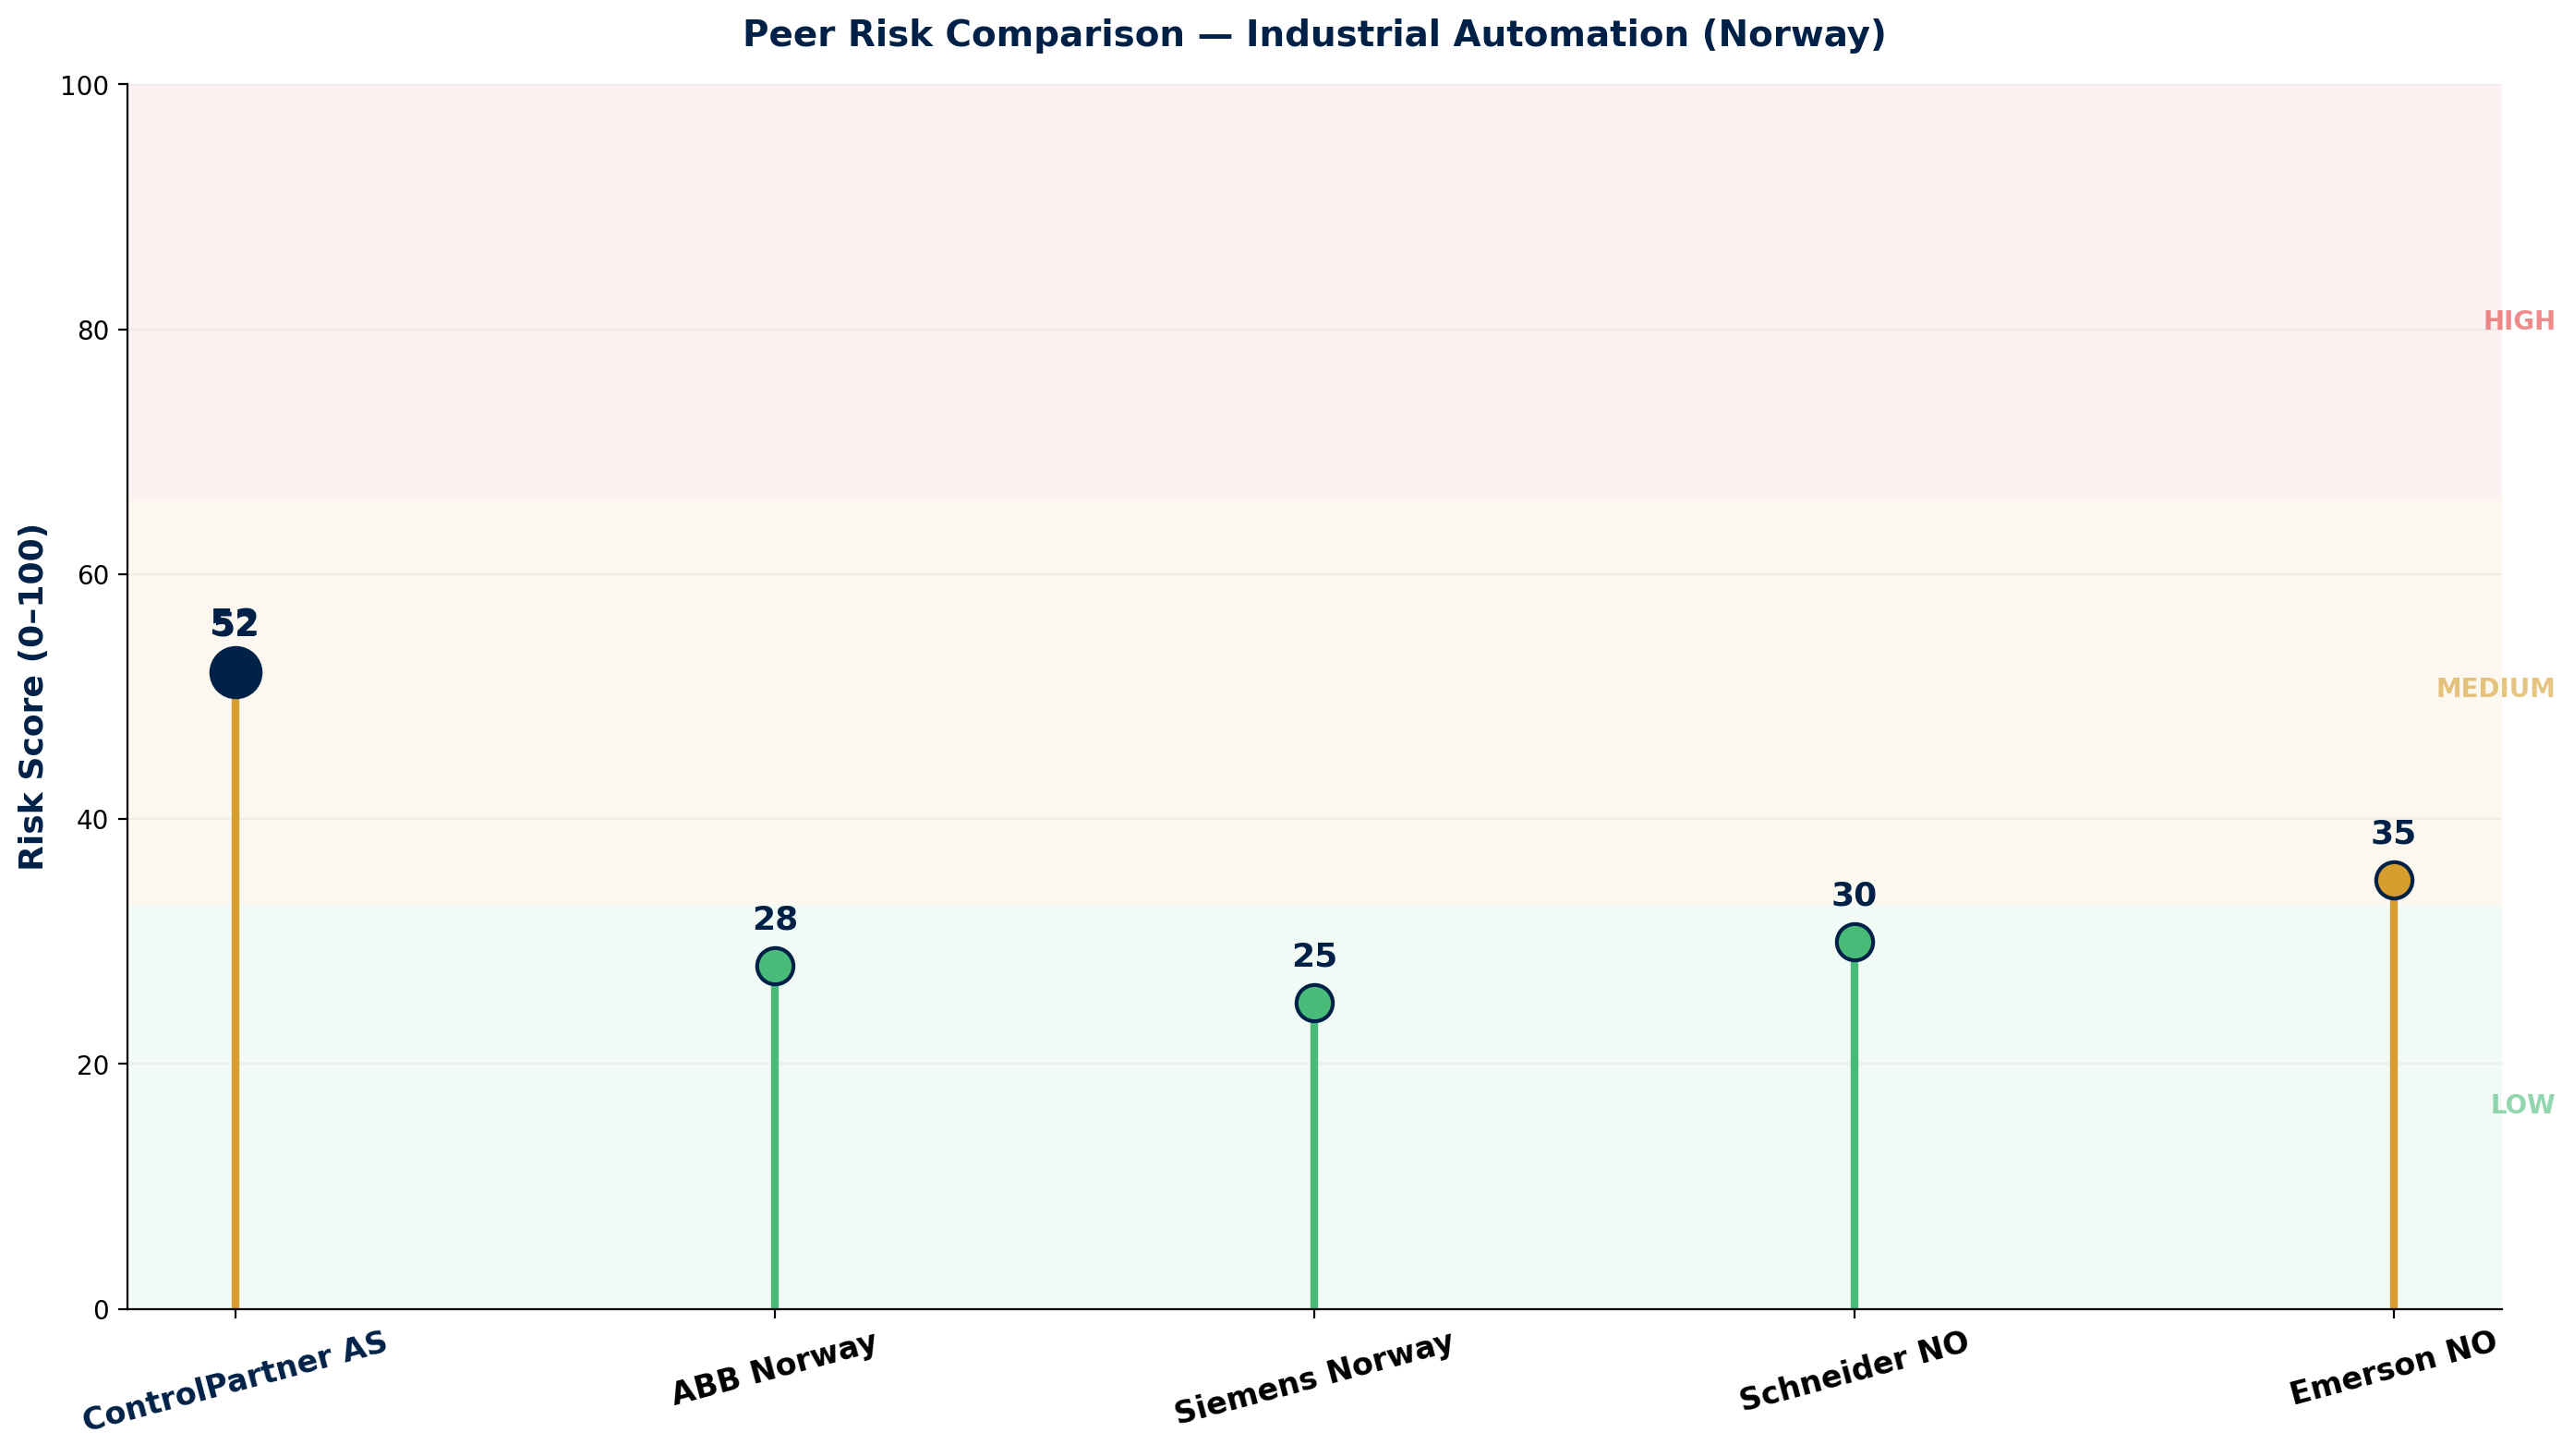 Peer Risk Comparison — Industrial Automation (Norway)
Risk Score (0–100)
100
80
60
40
20
0
HIGH
MEDIUM
LOW
52
28
25
30
35
ControlPartner AS
ABB Norway
Siemens Norway
Schneider NO
Emerson NO